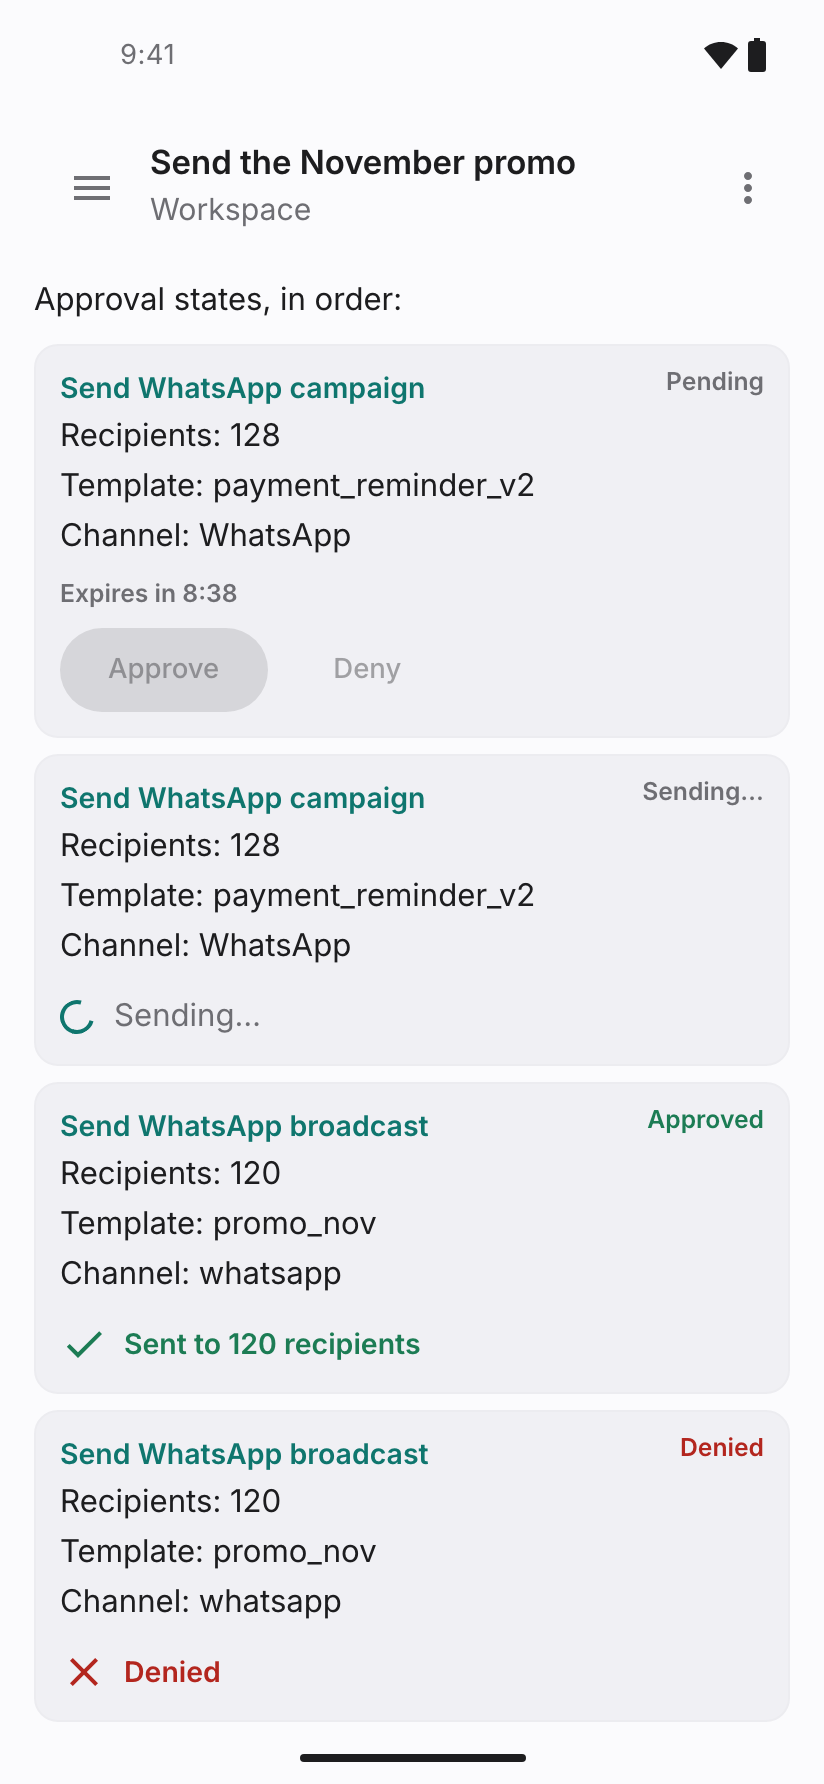 9:41
Send the November promo
Workspace
Approval states, in order:
Send WhatsApp campaign
Pending
Recipients: 128
Template: payment_reminder_v2
Channel: WhatsApp
Expires in 8:38
Approve
Deny
Send WhatsApp campaign
Sending...
Recipients: 128
Template: payment_reminder_v2
Channel: WhatsApp
Sending...
Send WhatsApp broadcast
Approved
Recipients: 120
Template: promo_nov
Channel: whatsapp
Sent to 120 recipients
Send WhatsApp broadcast
Denied
Recipients: 120
Template: promo_nov
Channel: whatsapp
Denied